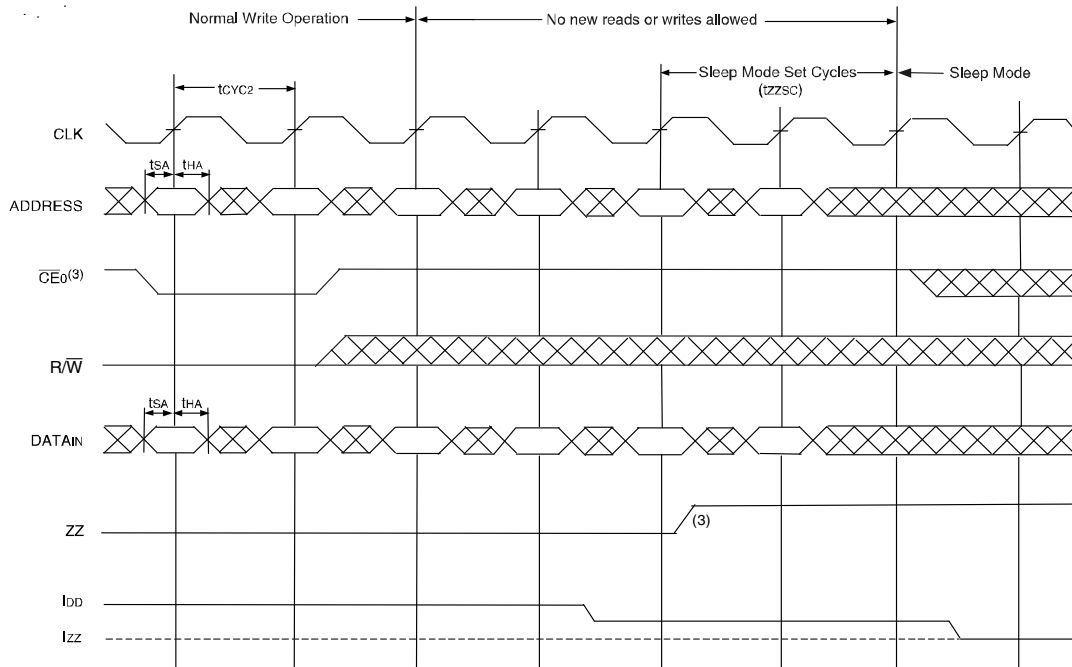 Normal Write Operation
No new reads or writes allowed
Sleep Mode Set Cycles
(tZZSC)
Sleep Mode
tCYC2
CLK
tSA
tHA
ADDRESS
CE0(3)
R/W
tSA
tHA
DATAIN
ZZ
(3)
IDD
IZZ